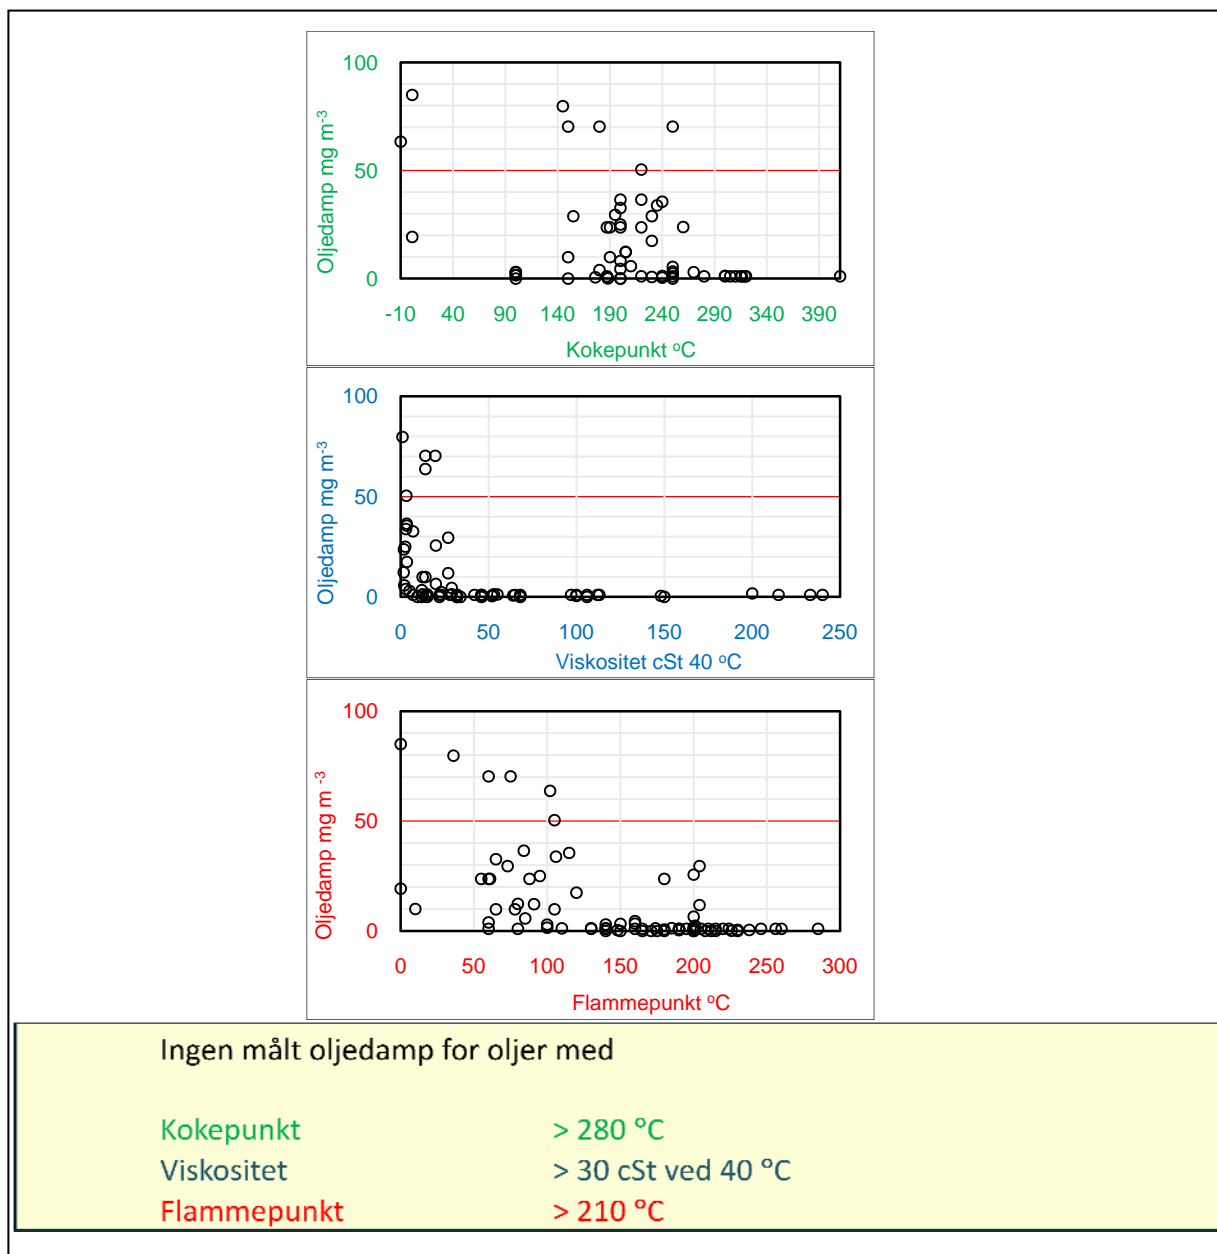 100
50
0
Oljedamp mg m-3
-10 40 90 140 190 240 290 340 390
Kokepunkt oC
100
50
0
Oljedamp mg m-3
0 50 100 150 200 250
Viskositet cSt 40 oC
100
50
0
Oljedamp mg m -3
0 50 100 150 200 250 300
Flammepunkt oC
Ingen målt oljedamp for oljer med
Kokepunkt > 280 °C
Viskositet > 30 cSt ved 40 °C
Flammepunkt > 210 °C